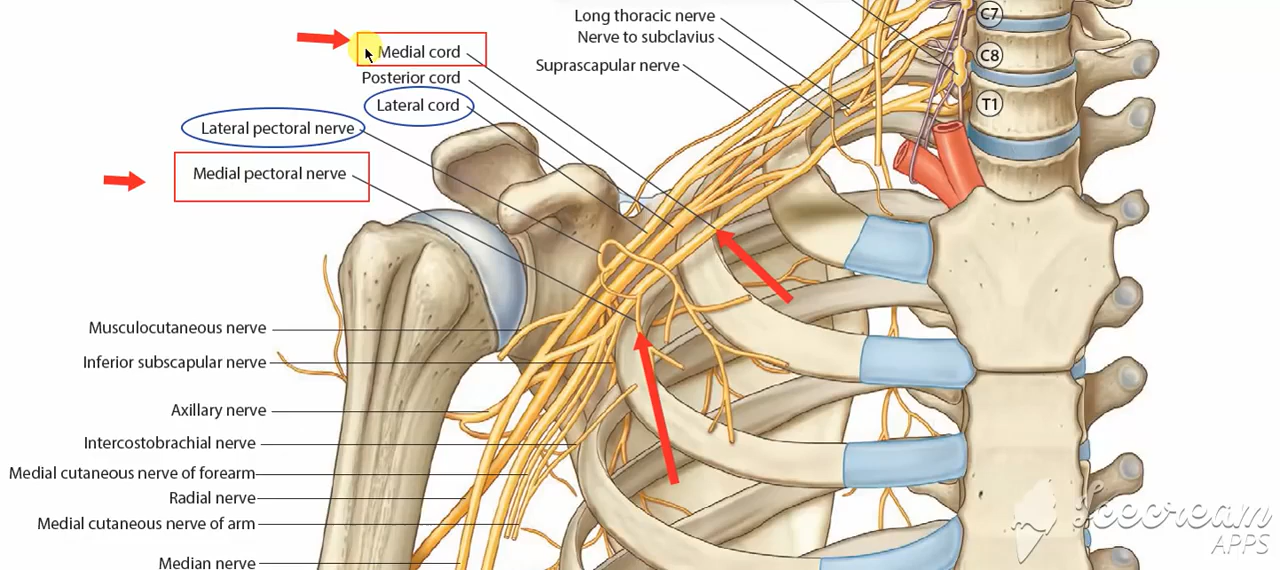 Long thoracic nerve
C7
Nerve to subclavius
Medial cord
C8
Suprascapular nerve
Posterior cord
Lateral cord
T1
Lateral pectoral nerve
Medial pectoral nerve
Musculocutaneous nerve
Inferior subscapular nerve
Axillary nerve
Intercostobrachial nerve
Medial cutaneous nerve of forearm
Radial nerve
Medial cutaneous nerve of arm
Median nerve
Icecream
APPS